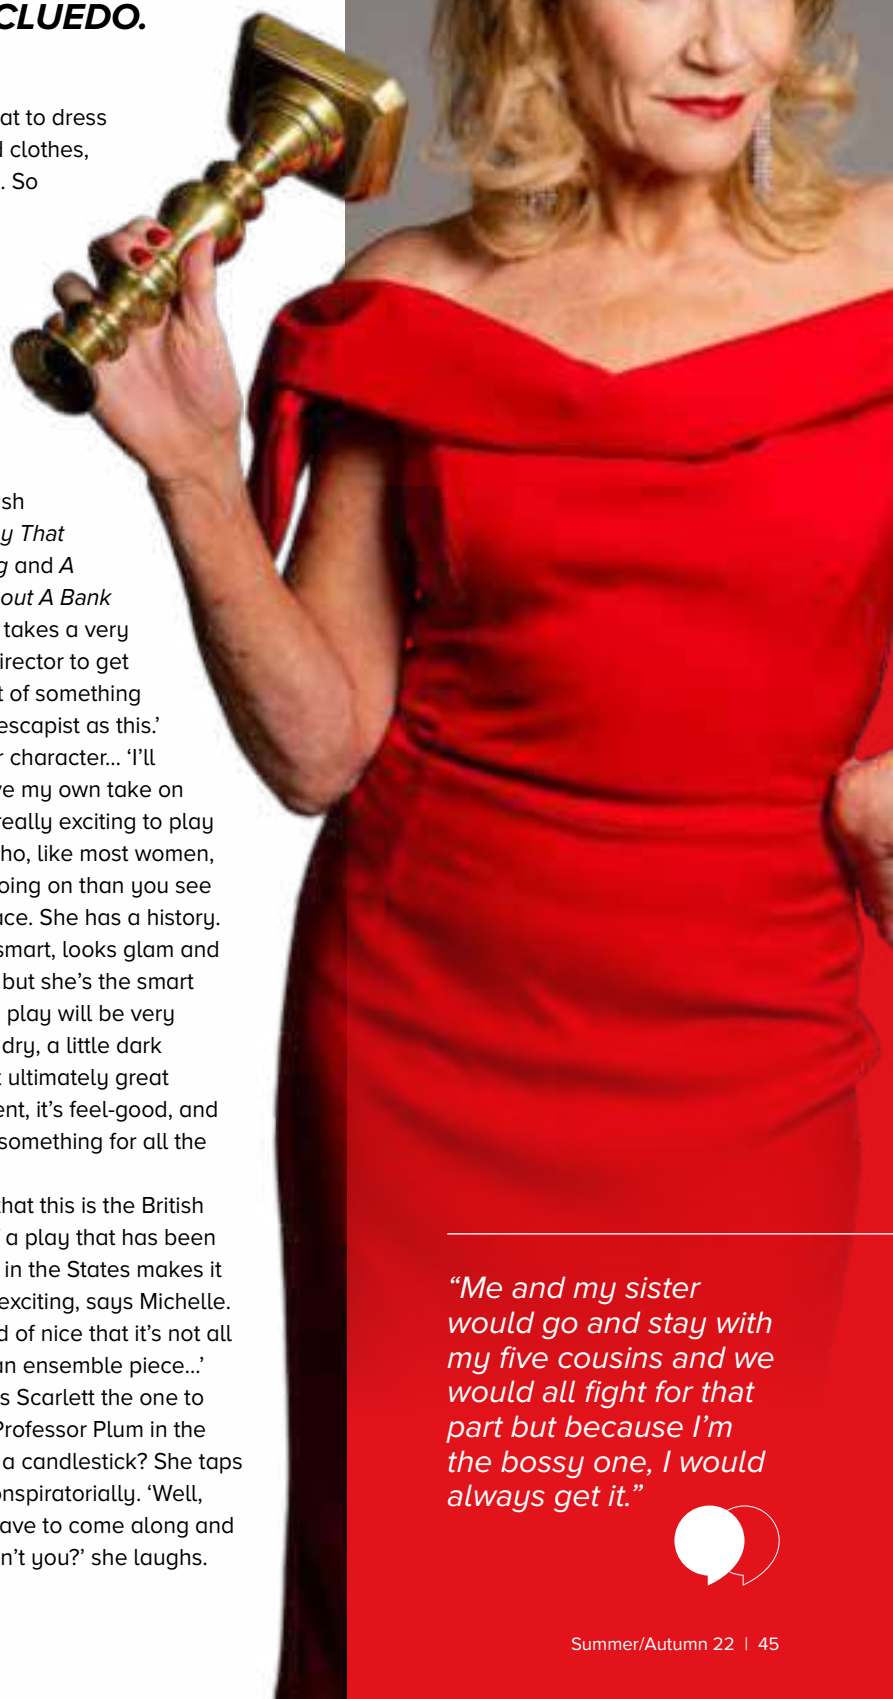 CLUEDO.
at to dress
clothes,
. So
sh
y That
g and A
out A Bank
takes a very
irector to get
t of something
escapist as this.’
r character... ‘I’ll
ve my own take on
really exciting to play
ho, like most women,
oing on than you see
ace. She has a history.
smart, looks glam and
but she’s the smart
play will be very
dry, a little dark
t ultimately great
ent, it’s feel-good, and
something for all the
that this is the British
a play that has been
in the States makes it
exciting, says Michelle.
d of nice that it’s not all
an ensemble piece...’
s Scarlett the one to
Professor Plum in the
a candlestick? She taps
nspiratorially. ‘Well,
ave to come along and
n’t you?’ she laughs.
“Me and my sister
would go and stay with
my five cousins and we
would all fight for that
part but because I’m
the bossy one, I would
always get it.”
Summer/Autumn 22 | 45